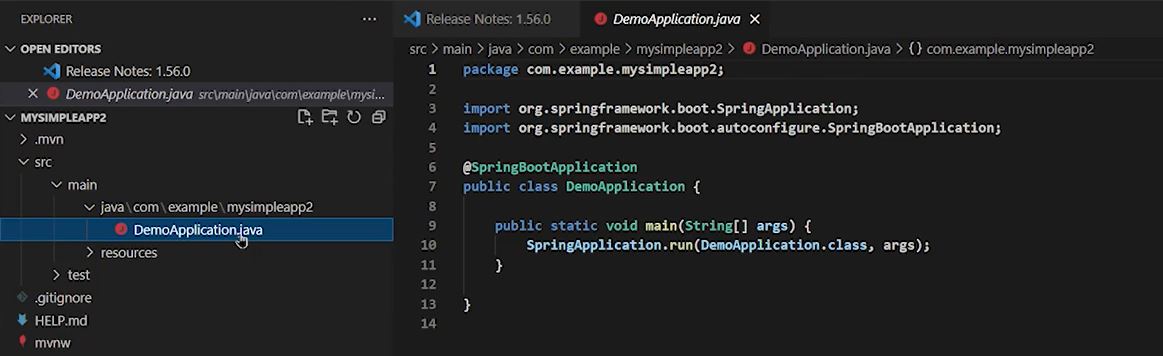 EXPLORER
OPEN EDITORS
Release Notes: 1.56.0
DemoApplication.java src\main\java\com\example\mysi...
MYSIMPLEAPP2
.mvn
src
main
java\com\example\mysimpleapp2
DemoApplication.java
resources
test
.gitignore
HELP.md
mvnw
Release Notes: 1.56.0 DemoApplication.java
src > main > java > com > example > mysimpleapp2 > DemoApplication.java > {} com.example.mysimpleapp2
1 package com.example.mysimpleapp2;
2
3 import org.springframework.boot.SpringApplication;
4 import org.springframework.boot.autoconfigure.SpringBootApplication;
5
6 @SpringBootApplication
7 public class DemoApplication {
8
9 public static void main(String[] args) {
10 SpringApplication.run(DemoApplication.class, args);
11 }
12
13 }
14